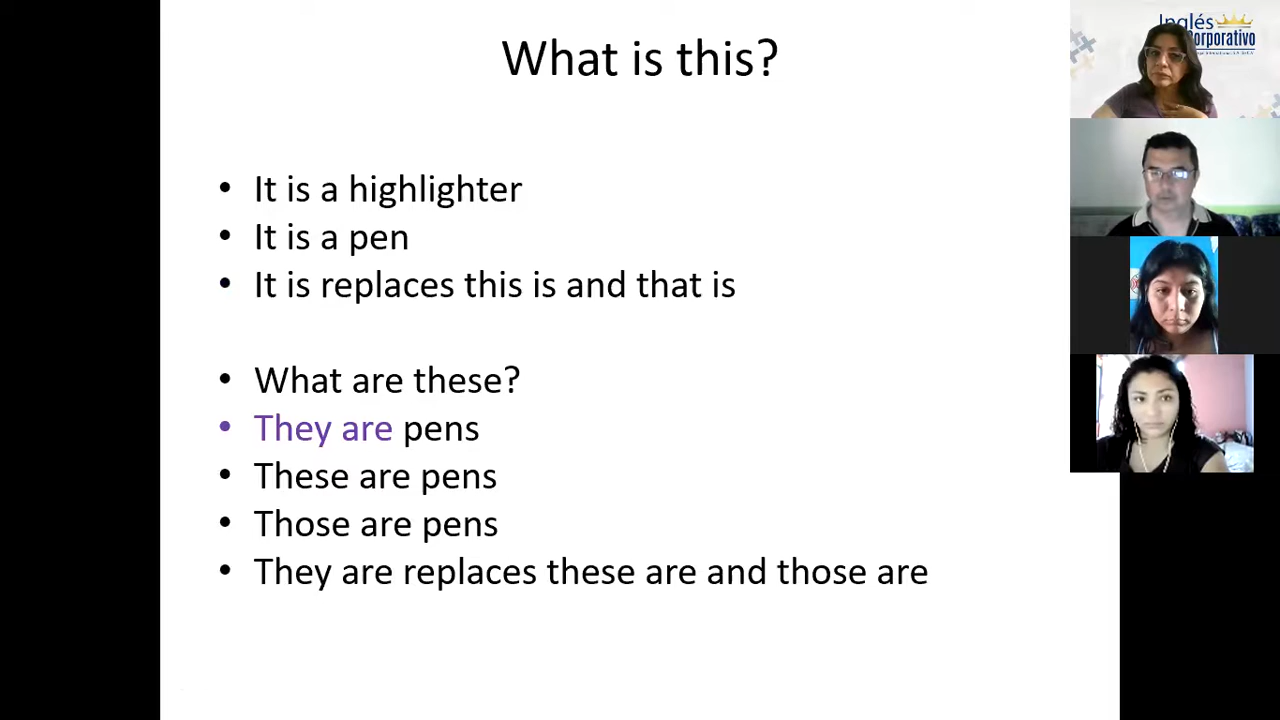 What is this?
• It is a highlighter
• It is a pen
• It is replaces this is and that is
• What are these?
• They are pens
• These are pens
• Those are pens
• They are replaces these are and those are
Inglés
Corporativo